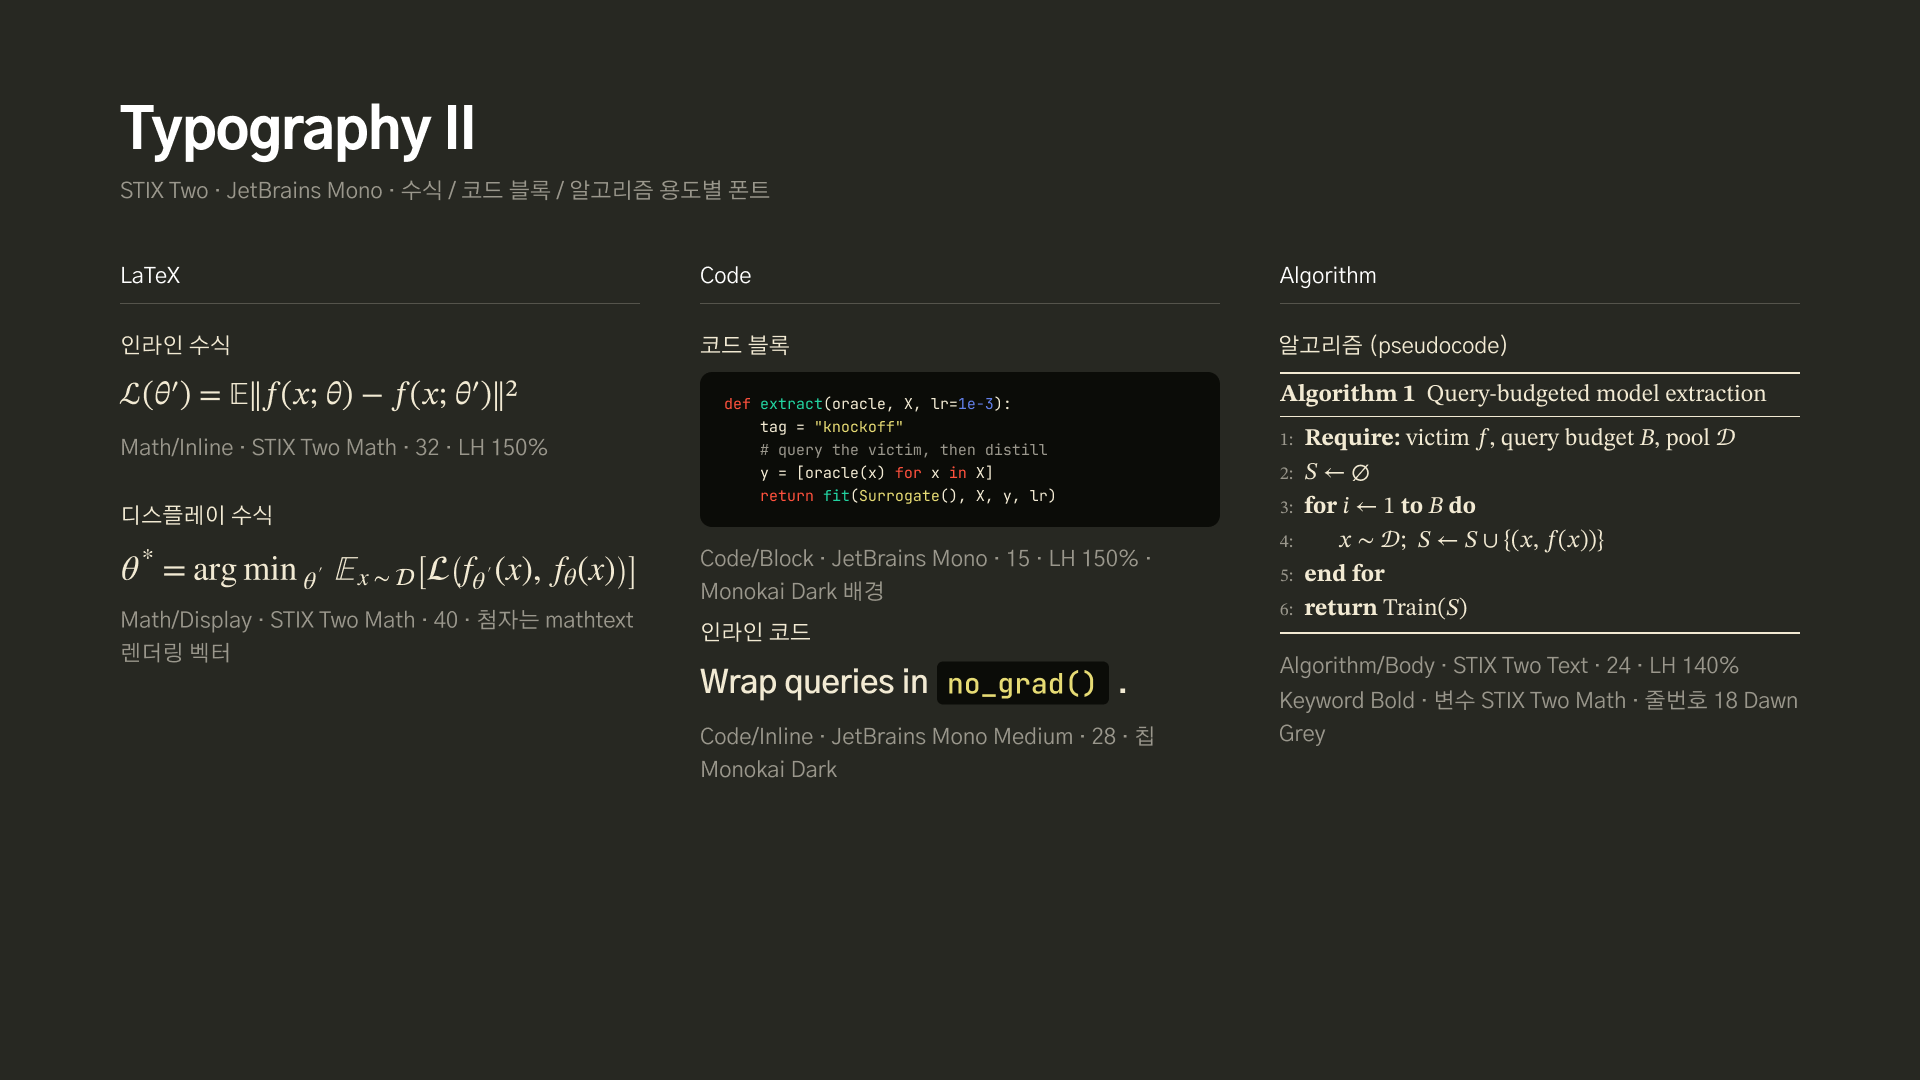 Typography II
STIX Two · JetBrains Mono · 수식 / 코드 블록 / 알고리즘 용도별 폰트
LaTeX
인라인 수식
ℒ(θ′) = 𝔼‖f(x; θ) − f(x; θ′)‖²
Math/Inline · STIX Two Math · 32 · LH 150%
디스플레이 수식
θ* = arg min θ′ 𝔼x∼𝒟[ℒ(fθ′(x), fθ(x))]
Math/Display · STIX Two Math · 40 · 첨자는 mathtext
렌더링 벡터
Code
코드 블록
def extract(oracle, X, lr=1e-3):
    tag = "knockoff"
    # query the victim, then distill
    y = [oracle(x) for x in X]
    return fit(Surrogate(), X, y, lr)
Code/Block · JetBrains Mono · 15 · LH 150% ·
Monokai Dark 배경
인라인 코드
Wrap queries in no_grad() .
Code/Inline · JetBrains Mono Medium · 28 · 칩
Monokai Dark
Algorithm
알고리즘 (pseudocode)
Algorithm 1 Query-budgeted model extraction
1: Require: victim f, query budget B, pool 𝒟
2: S ← ∅
3: for i ← 1 to B do
4: x ∼ 𝒟; S ← S ∪ {(x, f(x))}
5: end for
6: return Train(S)
Algorithm/Body · STIX Two Text · 24 · LH 140%
Keyword Bold · 변수 STIX Two Math · 줄번호 18 Dawn
Grey